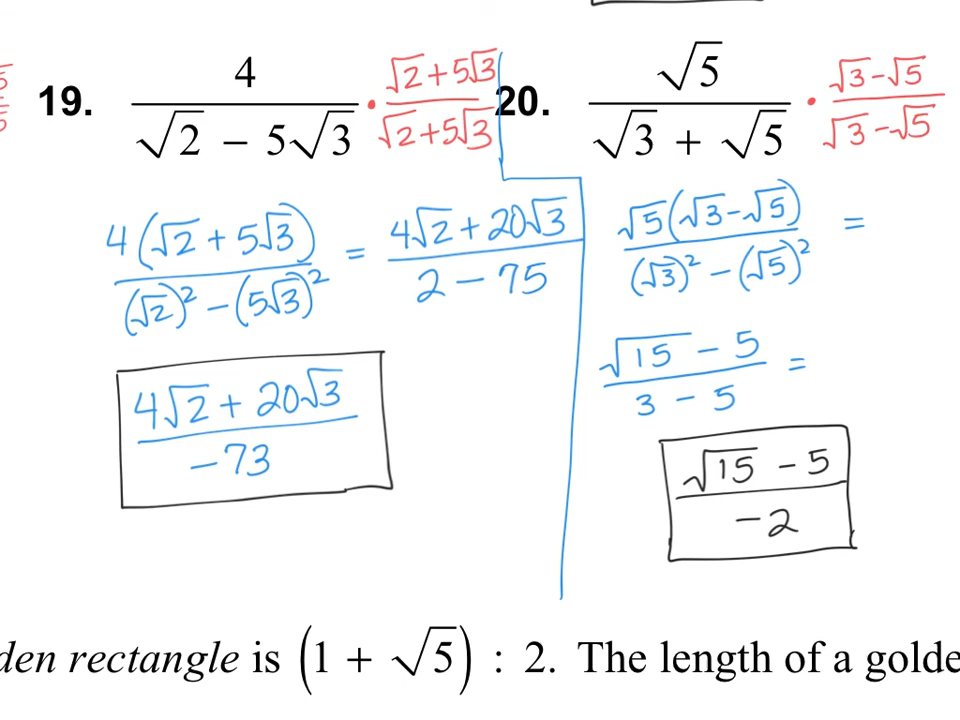 19. 4 / (√2 − 5√3) • (√2 + 5√3) / (√2 + 5√3)
4(√2 + 5√3) / ((√2)² − (5√3)²) = (4√2 + 20√3) / (2 − 75)
(4√2 + 20√3) / −73
20. √5 / (√3 + √5) • (√3 − √5) / (√3 − √5)
√5(√3 − √5) / ((√3)² − (√5)²) =
(√15 − 5) / (3 − 5) =
(√15 − 5) / −2
den rectangle is (1 + √5) : 2. The length of a golde